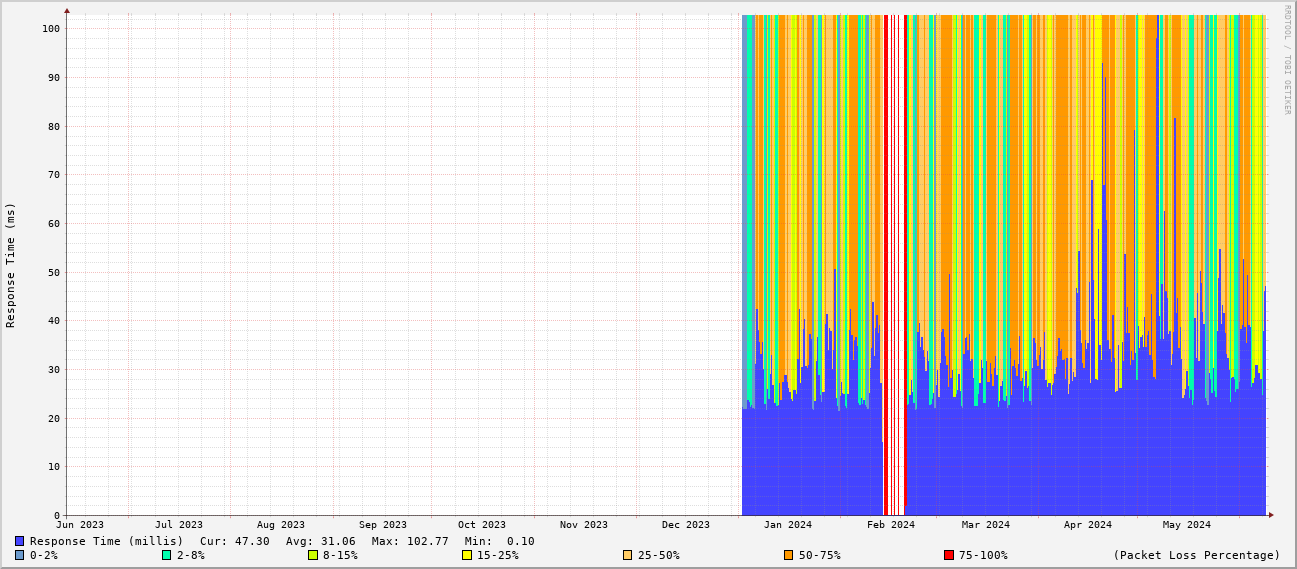 RRDTOOL / TOBI OETIKER
Response Time (ms)
100
90
80
70
60
50
40
30
20
10
0
Jun 2023 Jul 2023 Aug 2023 Sep 2023 Oct 2023 Nov 2023 Dec 2023 Jan 2024 Feb 2024 Mar 2024 Apr 2024 May 2024
Response Time (millis) Cur: 47.30 Avg: 31.06 Max: 102.77 Min: 0.10
0-2% 2-8% 8-15% 15-25% 25-50% 50-75% 75-100% (Packet Loss Percentage)